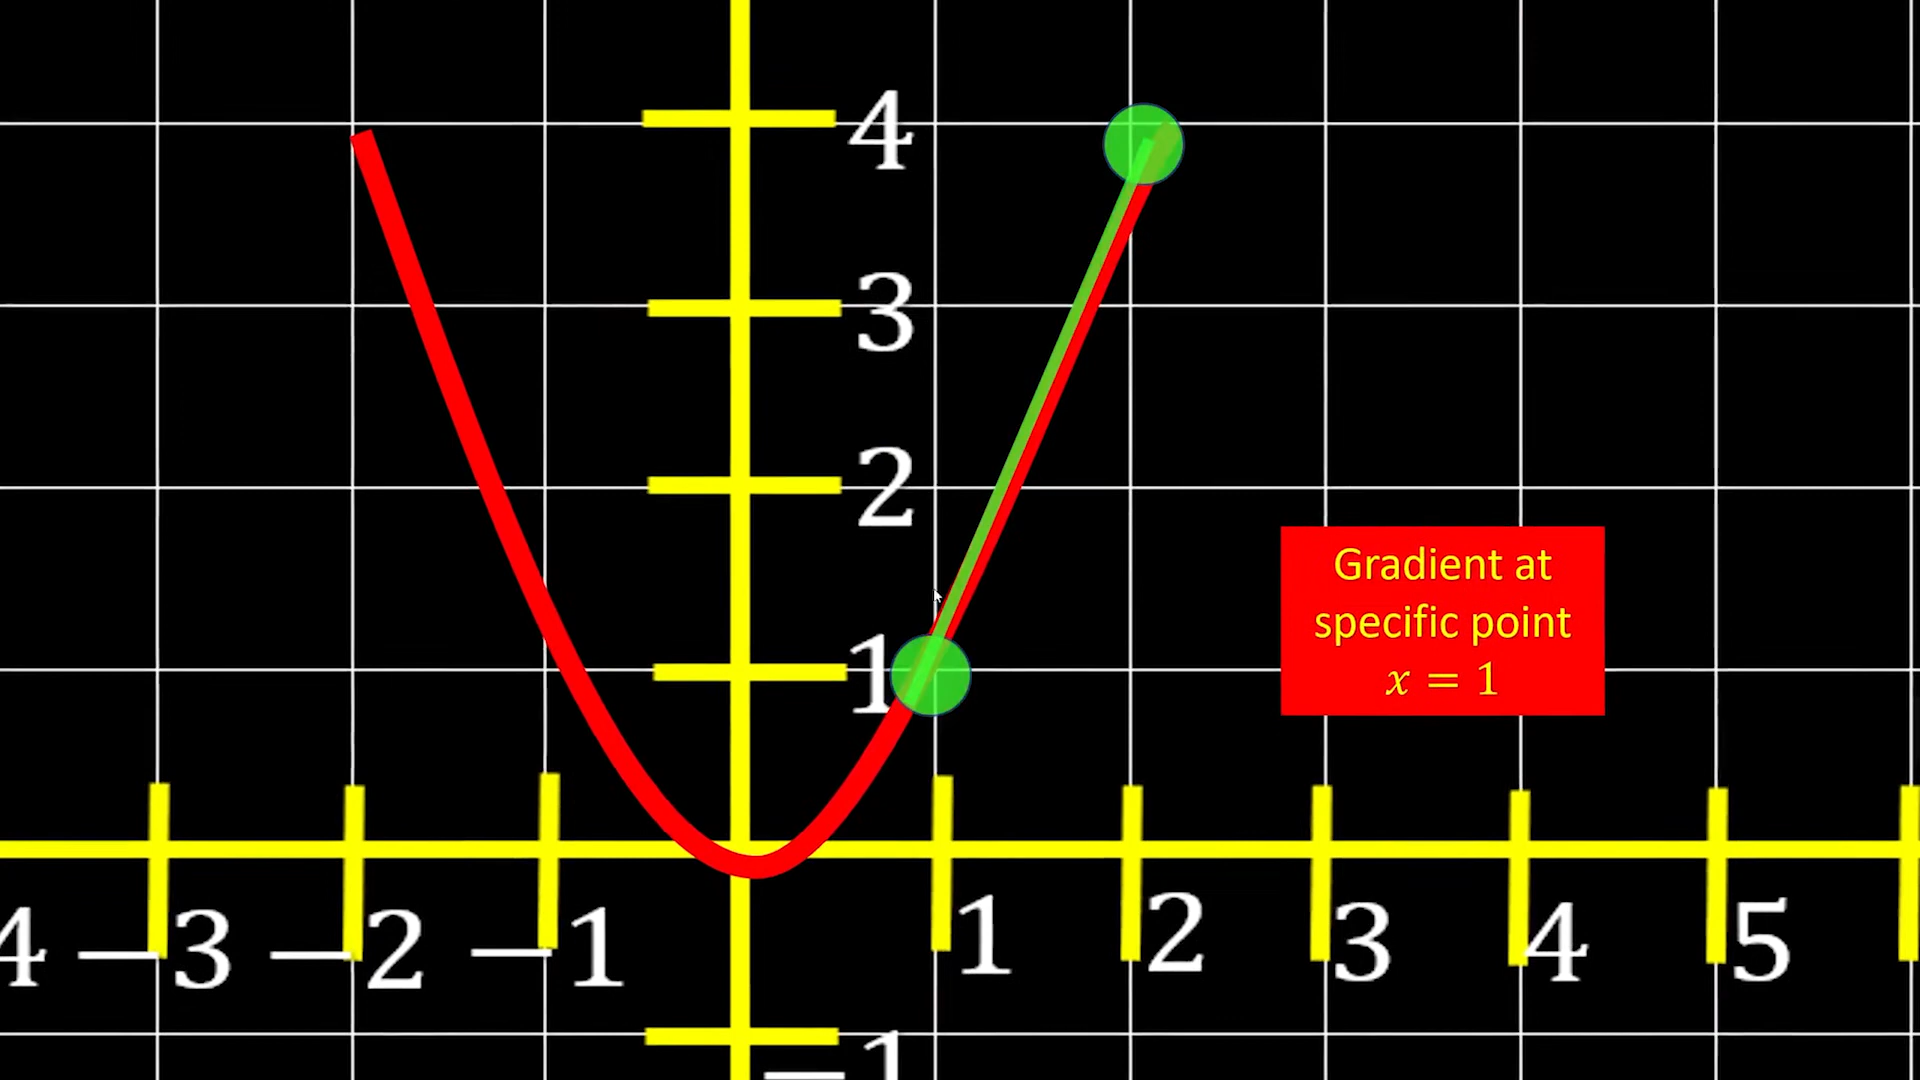 4
3
2
1
Gradient at
specific point
x = 1
4 −3 −2 −1 1 2 3 4 5
−1